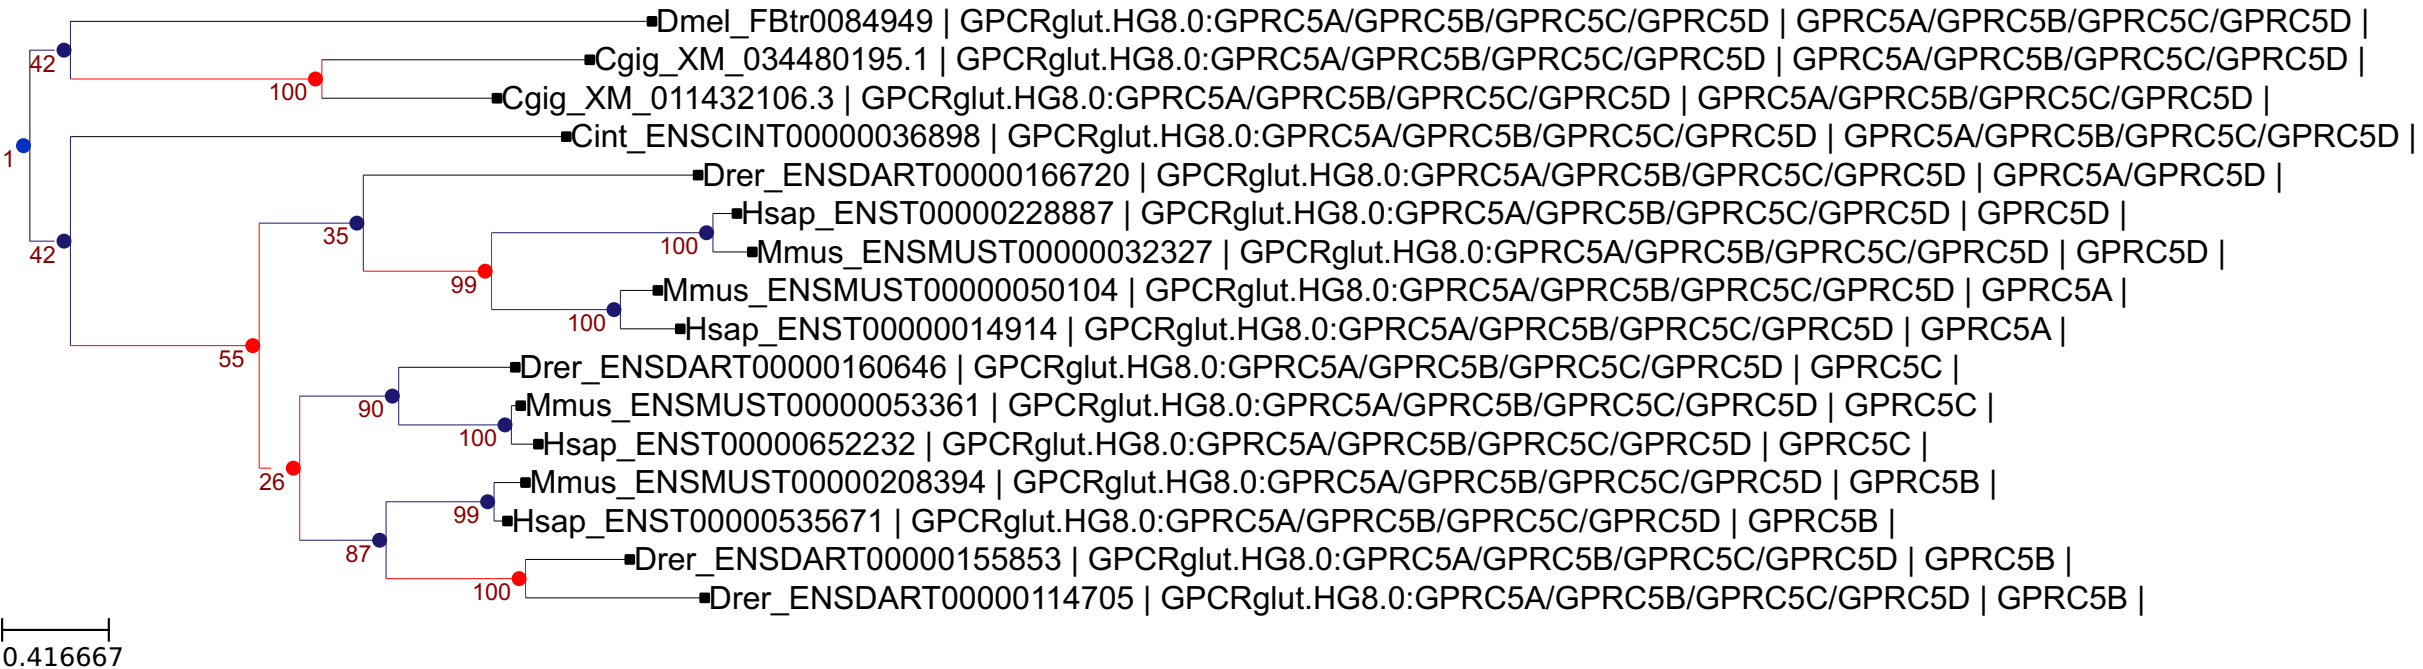 Dmel_FBtr0084949 | GPCRglut.HG8.0:GPRC5A/GPRC5B/GPRC5C/GPRC5D | GPRC5A/GPRC5B/GPRC5C/GPRC5D |
42
Cgig_XM_034480195.1 | GPCRglut.HG8.0:GPRC5A/GPRC5B/GPRC5C/GPRC5D | GPRC5A/GPRC5B/GPRC5C/GPRC5D |
100
Cgig_XM_011432106.3 | GPCRglut.HG8.0:GPRC5A/GPRC5B/GPRC5C/GPRC5D | GPRC5A/GPRC5B/GPRC5C/GPRC5D |
Cint_ENSCINT00000036898 | GPCRglut.HG8.0:GPRC5A/GPRC5B/GPRC5C/GPRC5D | GPRC5A/GPRC5B/GPRC5C/GPRC5D |
1
Drer_ENSDART00000166720 | GPCRglut.HG8.0:GPRC5A/GPRC5B/GPRC5C/GPRC5D | GPRC5A/GPRC5D |
Hsap_ENST00000228887 | GPCRglut.HG8.0:GPRC5A/GPRC5B/GPRC5C/GPRC5D | GPRC5D |
35
100
42
Mmus_ENSMUST00000032327 | GPCRglut.HG8.0:GPRC5A/GPRC5B/GPRC5C/GPRC5D | GPRC5D |
99
Mmus_ENSMUST00000050104 | GPCRglut.HG8.0:GPRC5A/GPRC5B/GPRC5C/GPRC5D | GPRC5A |
100
Hsap_ENST00000014914 | GPCRglut.HG8.0:GPRC5A/GPRC5B/GPRC5C/GPRC5D | GPRC5A |
55
Drer_ENSDART00000160646 | GPCRglut.HG8.0:GPRC5A/GPRC5B/GPRC5C/GPRC5D | GPRC5C |
90
Mmus_ENSMUST00000053361 | GPCRglut.HG8.0:GPRC5A/GPRC5B/GPRC5C/GPRC5D | GPRC5C |
100
Hsap_ENST00000652232 | GPCRglut.HG8.0:GPRC5A/GPRC5B/GPRC5C/GPRC5D | GPRC5C |
26
Mmus_ENSMUST00000208394 | GPCRglut.HG8.0:GPRC5A/GPRC5B/GPRC5C/GPRC5D | GPRC5B |
99
Hsap_ENST00000535671 | GPCRglut.HG8.0:GPRC5A/GPRC5B/GPRC5C/GPRC5D | GPRC5B |
87
Drer_ENSDART00000155853 | GPCRglut.HG8.0:GPRC5A/GPRC5B/GPRC5C/GPRC5D | GPRC5B |
100
Drer_ENSDART00000114705 | GPCRglut.HG8.0:GPRC5A/GPRC5B/GPRC5C/GPRC5D | GPRC5B |
0.416667